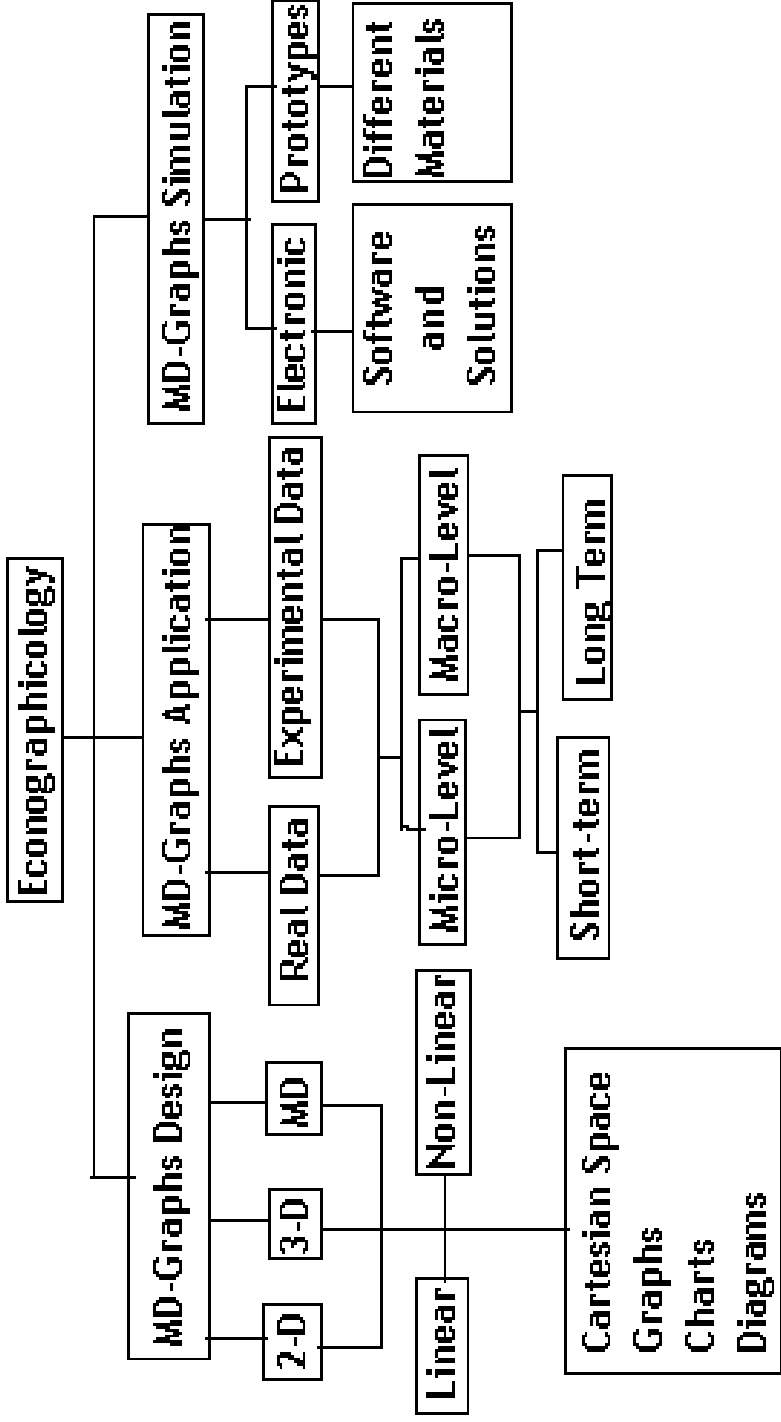 Econographicology
MD-Graphs Design
MD-Graphs Application
MD-Graphs Simulation
2-D
3-D
MD
Real Data
Experimental Data
Electronic
Prototypes
Linear
Non-Linear
Micro-Level
Macro-Level
Software
and
Solutions
Different
Materials
Cartesian Space
Graphs
Charts
Diagrams
Short-term
Long Term